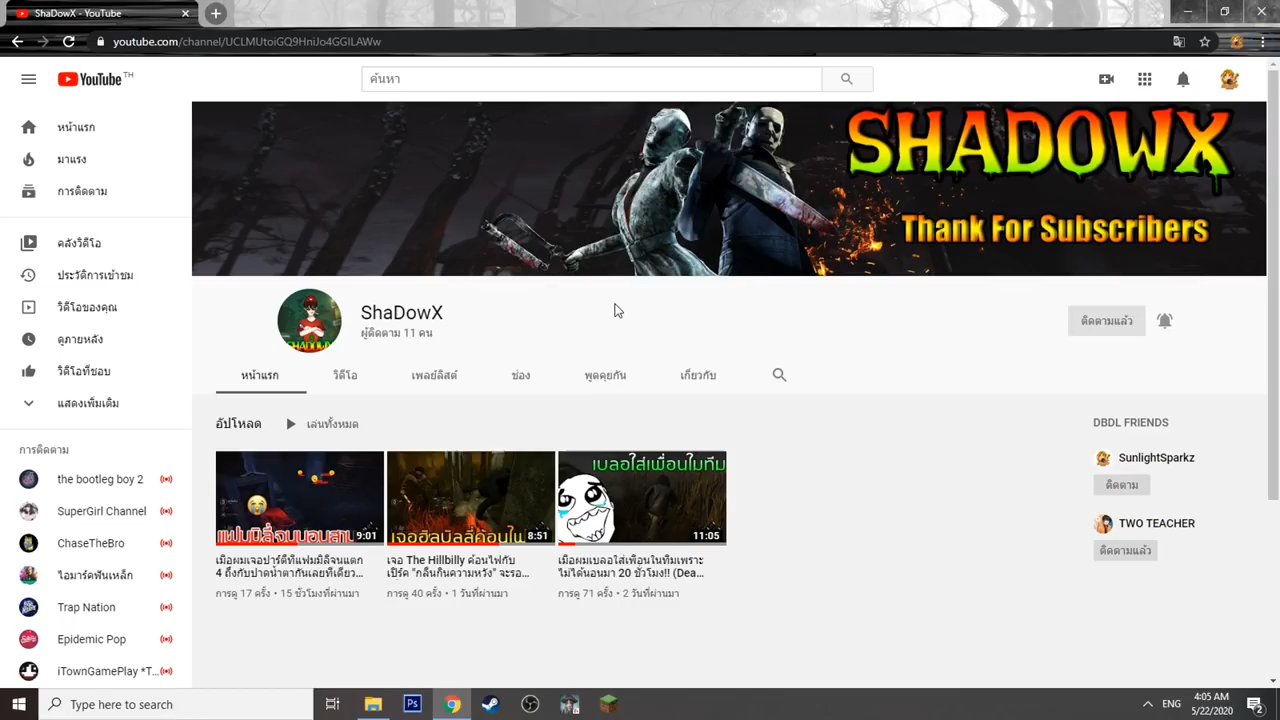 ShaDowX - YouTube
youtube.com/channel/UCLMUtoiGQ9HniJo4GGILAWw
YouTube TH
ค้นหา
หน้าแรก
มาแรง
การติดตาม
คลังวิดีโอ
ประวัติการเข้าชม
วิดีโอของคุณ
ดูภายหลัง
วิดีโอที่ชอบ
แสดงเพิ่มเติม
การติดตาม
the bootleg boy 2
SuperGirl Channel
ChaseTheBro
ไอมาร์คพันเหล็ก
Trap Nation
Epidemic Pop
iTownGamePlay *T...
SHADOWX
Thank For Subscribers
ShaDowX
ผู้ติดตาม 11 คน
ติดตามแล้ว
หน้าแรก
วิดีโอ
เพลย์ลิสต์
ช่อง
พูดคุยกัน
เกี่ยวกับ
อัปโหลด
เล่นทั้งหมด
แฟมมิลี่จนนอนสาม
9:01
เมื่อผมเจอปาร์ตี้ที่แฟมมิลี่จนแตก
4 ถึงกับปาดน้ำตากันเลยทีเดียว...
การดู 17 ครั้ง • 15 ชั่วโมงที่ผ่านมา
เจอฮิลบิลลี่ค้อนไฟ
8:51
เจอ The Hillbilly ค้อนไฟกับ
เปิร์ค "กลืนกินความหวัง" จะรอ...
การดู 40 ครั้ง • 1 วันที่ผ่านมา
เบลอใส่เพื่อนในทีม
11:05
เมื่อผมเบลอใส่เพื่อนในทีมเพราะ
ไม่ได้นอนมา 20 ชั่วโมง!! (Dea...
การดู 71 ครั้ง • 2 วันที่ผ่านมา
DBDL FRIENDS
SunlightSparkz
ติดตาม
TWO TEACHER
ติดตามแล้ว
Type here to search
Ps
ENG
4:05 AM
5/22/2020
2